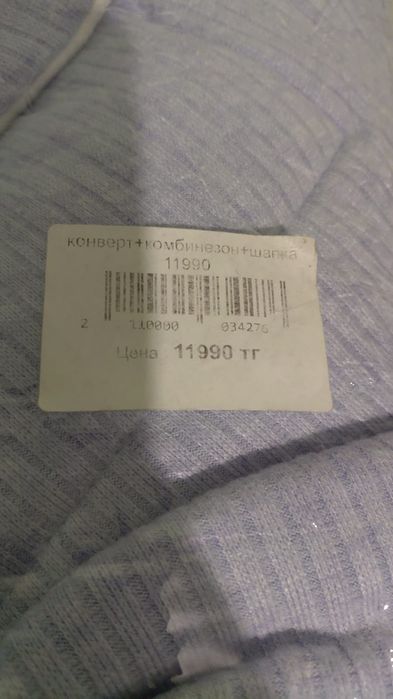 конверт+комбинезон+шапка
11990
2 110000 034276
Цена 11990 тг